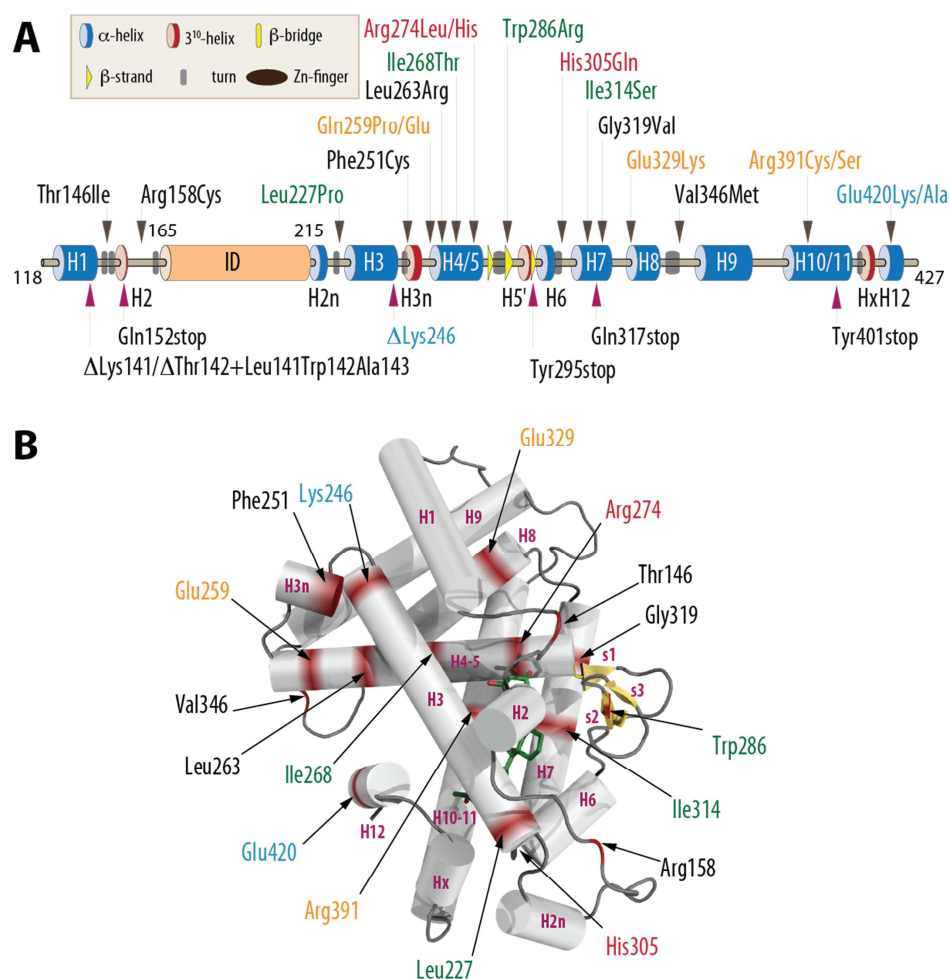 A
α-helix
3¹⁰-helix
β-bridge
β-strand
turn
Zn-finger
Arg274Leu/His
Trp286Arg
Ile268Thr
His305Gln
Leu263Arg
Ile314Ser
Gln259Pro/Glu
Gly319Val
Phe251Cys
Glu329Lys
Arg391Cys/Ser
Thr146Ile
Arg158Cys
Leu227Pro
Val346Met
Glu420Lys/Ala
165
215
H1
ID
H3
H4/5
H7
H8
H9
H10/11
118
H2
H2n
H3n
H5'
H6
Hx
H12
427
Gln152stop
ΔLys246
Gln317stop
Tyr401stop
ΔLys141/ΔThr142+Leu141Trp142Ala143
Tyr295stop
B
Glu329
Phe251
Lys246
Arg274
H1
H9
H8
H3n
Glu259
Thr146
Gly319
H4-5
s1
H3
s3
Val346
H2
s2
Trp286
Leu263
Ile268
H7
H6
Ile314
H10-11
H12
Glu420
Arg158
Hx
Arg391
H2n
His305
Leu227